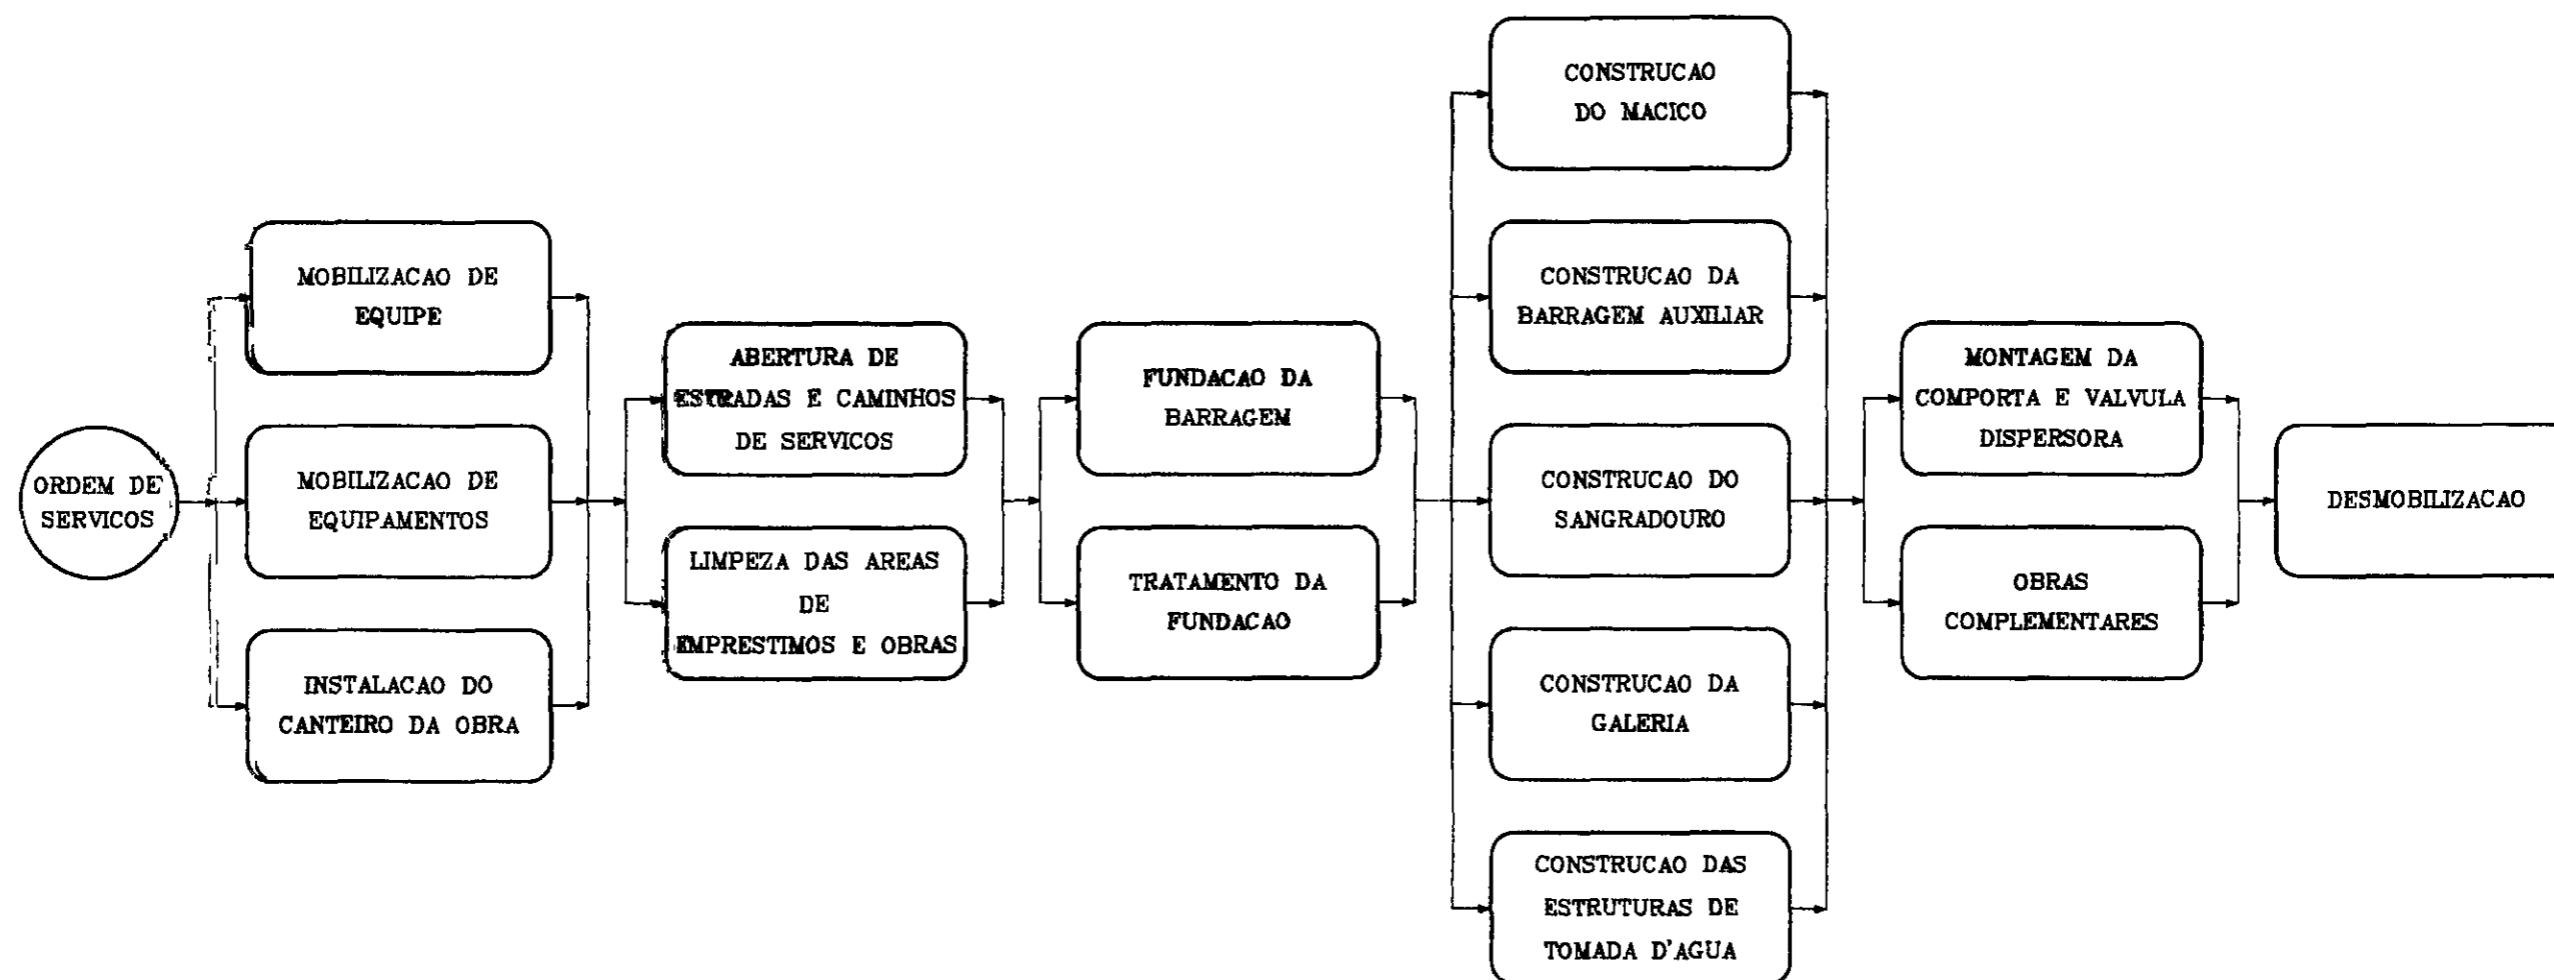 ORDEM DE
SERVICOS
MOBILIZACAO DE
EQUIPE
MOBILIZACAO DE
EQUIPAMENTOS
INSTALACAO DO
CANTEIRO DA OBRA
ABERTURA DE
ESTRADAS E CAMINHOS
DE SERVICOS
LIMPEZA DAS AREAS
DE
EMPRESTIMOS E OBRAS
FUNDACAO DA
BARRAGEM
TRATAMENTO DA
FUNDACAO
CONSTRUCAO
DO MACICO
CONSTRUCAO DA
BARRAGEM AUXILIAR
CONSTRUCAO DO
SANGRADOURO
CONSTRUCAO DA
GALERIA
CONSTRUCAO DAS
ESTRUTURAS DE
TOMADA D'AGUA
MONTAGEM DA
COMPORTA E VALVULA
DISPERSORA
OBRAS
COMPLEMENTARES
DESMOBILIZACAO